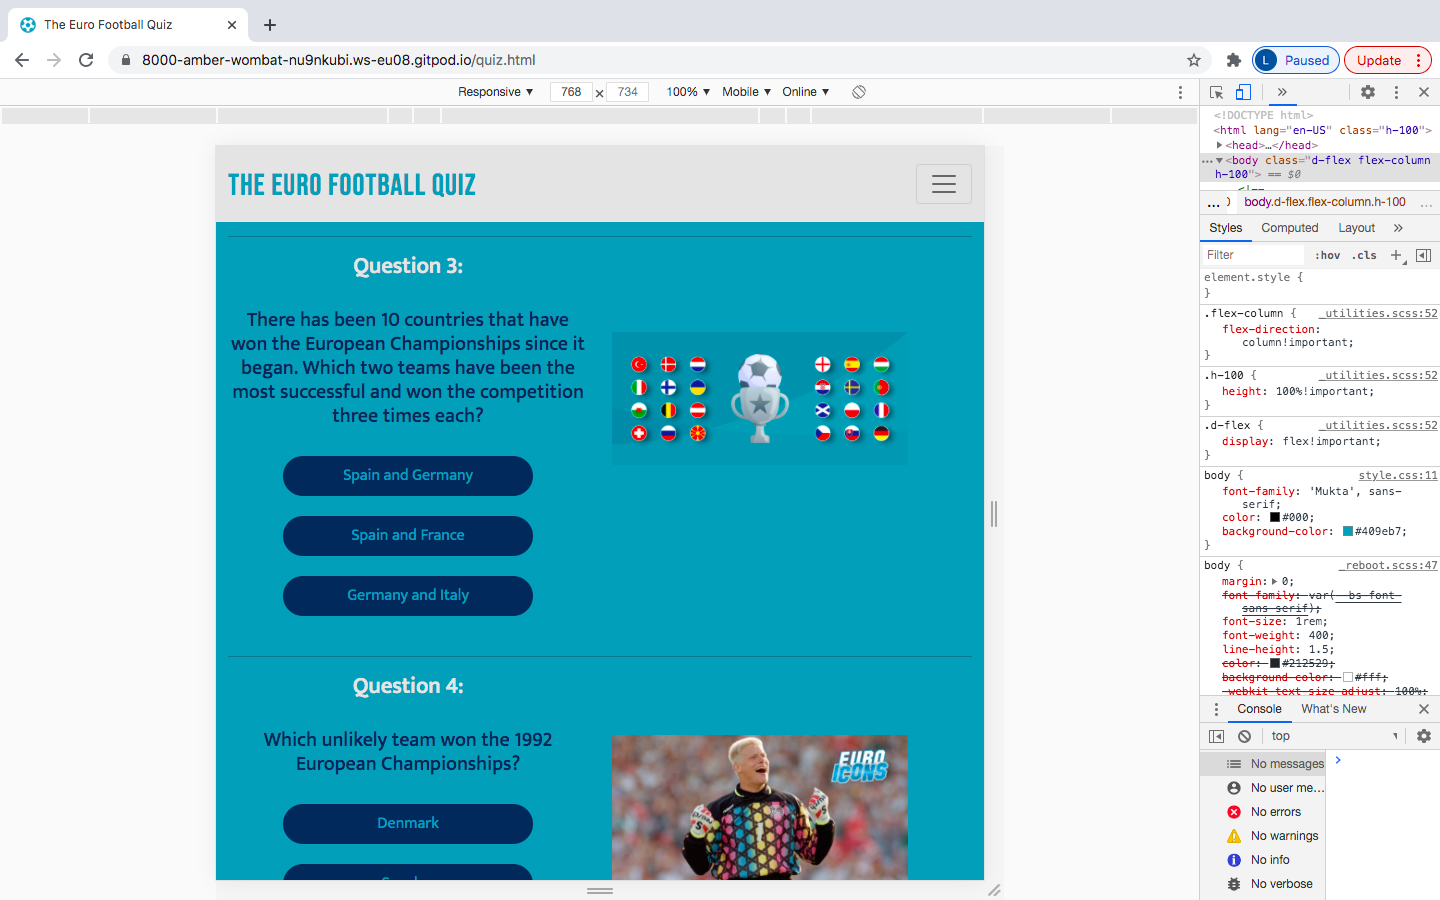 The Euro Football Quiz
8000-amber-wombat-nu9nkubi.ws-eu08.gitpod.io/quiz.html
L Paused
Update
Responsive
768 x 734
100%
Mobile
Online
<!DOCTYPE html>
<html lang="en-US" class="h-100">
<head>…</head>
<body class="d-flex flex-column
h-100"> == $0
body.d-flex.flex-column.h-100
Styles Computed Layout
Filter
:hov .cls
element.style {
}
.flex-column { _utilities.scss:52
flex-direction:
column!important;
}
.h-100 { _utilities.scss:52
height: 100%!important;
}
.d-flex { _utilities.scss:52
display: flex!important;
}
body { style.css:11
font-family: 'Mukta', sans-
serif;
color: #000;
background-color: #409eb7;
}
body { _reboot.scss:47
margin: 0;
font-family: var(--bs-font-
sans-serif);
font-size: 1rem;
font-weight: 400;
line-height: 1.5;
color: #212529;
background-color: #fff;
-webkit-text-size-adjust: 100%;
Console What's New
top
No messages
No user me...
No errors
No warnings
No info
No verbose
THE EURO FOOTBALL QUIZ
Question 3:
There has been 10 countries that have
won the European Championships since it
began. Which two teams have been the
most successful and won the competition
three times each?
Spain and Germany
Spain and France
Germany and Italy
Question 4:
Which unlikely team won the 1992
European Championships?
Denmark
EURO
ICONS